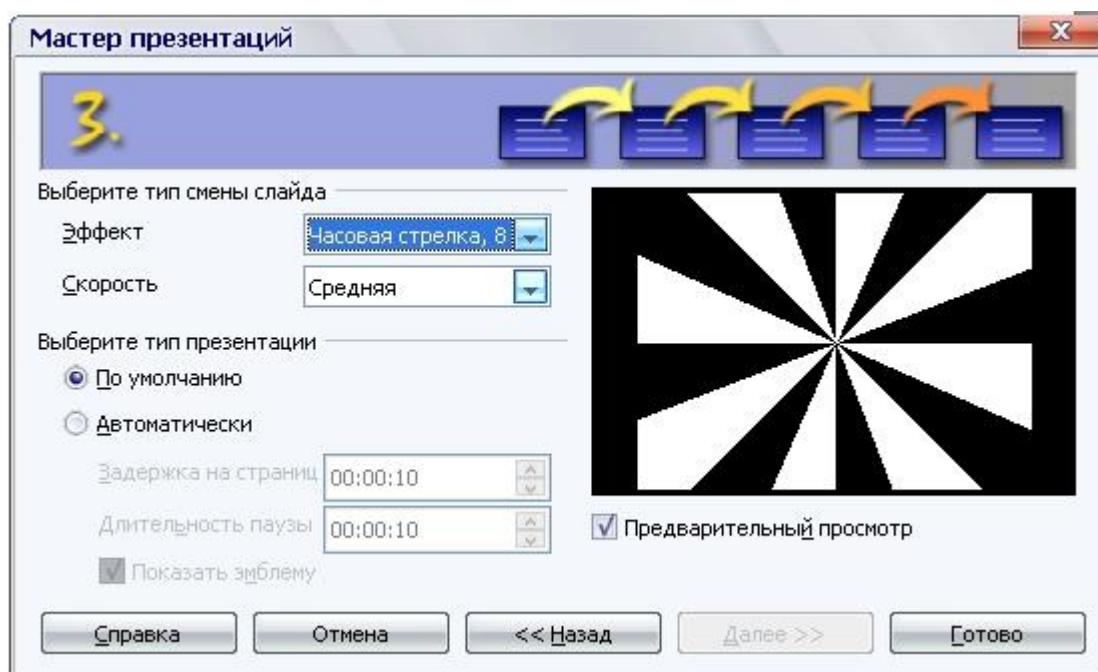 Мастер презентаций
3.
Выберите тип смены слайда
Эффект
Часовая стрелка, 8
Скорость
Средняя
Выберите тип презентации
По умолчанию
Автоматически
Задержка на страниц
00:00:10
Длительность паузы
00:00:10
Показать эмблему
Предварительный просмотр
Справка Отмена << Назад Далее >> Готово